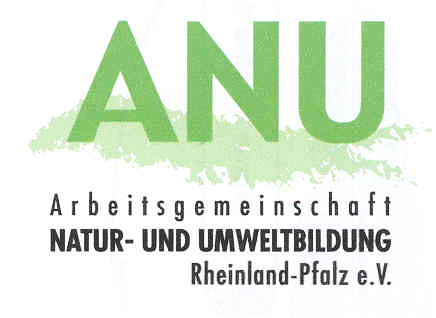 ANU
Arbeitsgemeinschaft
NATUR- UND UMWELTBILDUNG
Rheinland-Pfalz e.V.